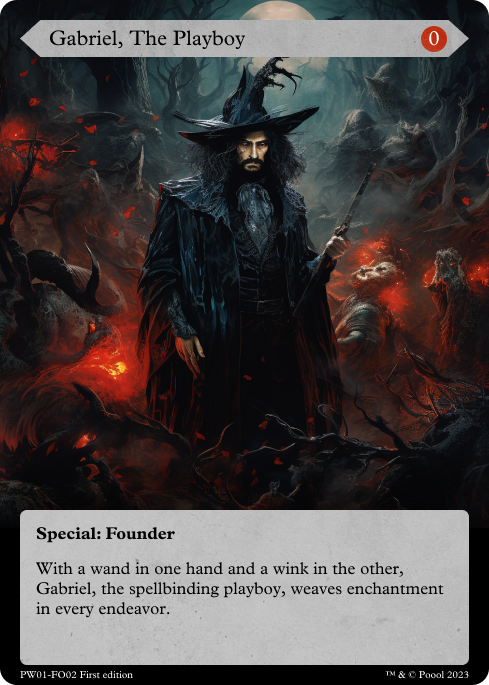 Gabriel, The Playboy
0
Special: Founder
With a wand in one hand and a wink in the other,
Gabriel, the spellbinding playboy, weaves enchantment
in every endeavor.
PW01-FO02 First edition
™ & © Poool 2023